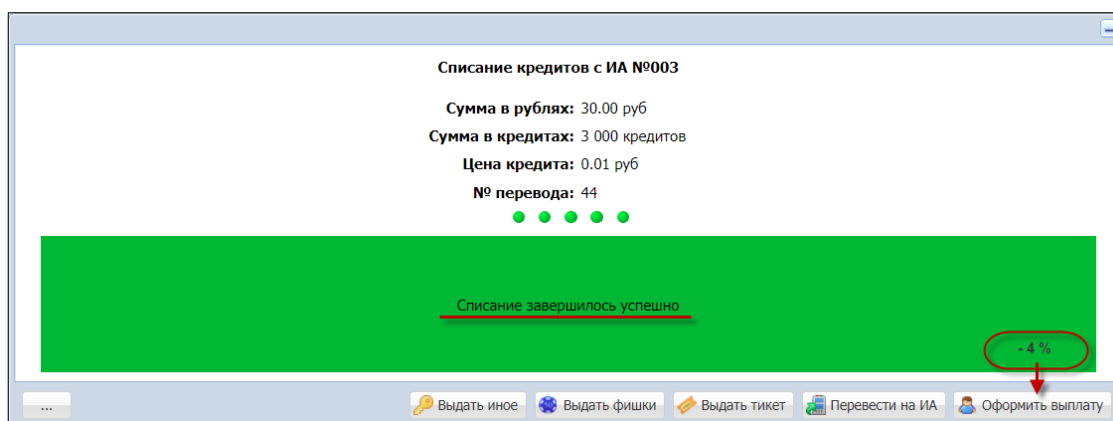 Списание кредитов с ИА №003
Сумма в рублях: 30.00 руб
Сумма в кредитах: 3 000 кредитов
Цена кредита: 0.01 руб
№ перевода: 44
Списание завершилось успешно
- 4 %
... Выдать иное Выдать фишки Выдать тикет Перевести на ИА Оформить выплату